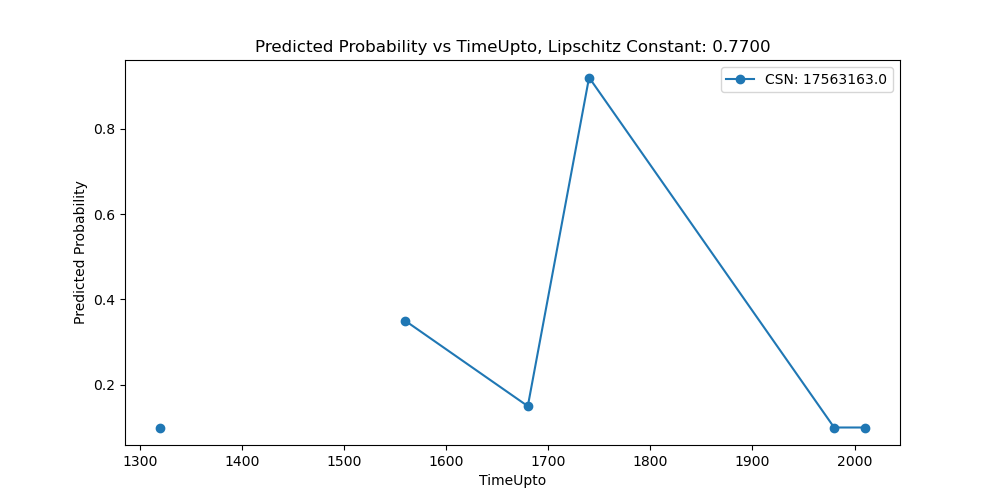 Predicted Probability vs TimeUpto, Lipschitz Constant: 0.7700
CSN: 17563163.0
Predicted Probability
0.8
0.6
0.4
0.2
1300 1400 1500 1600 1700 1800 1900 2000
TimeUpto